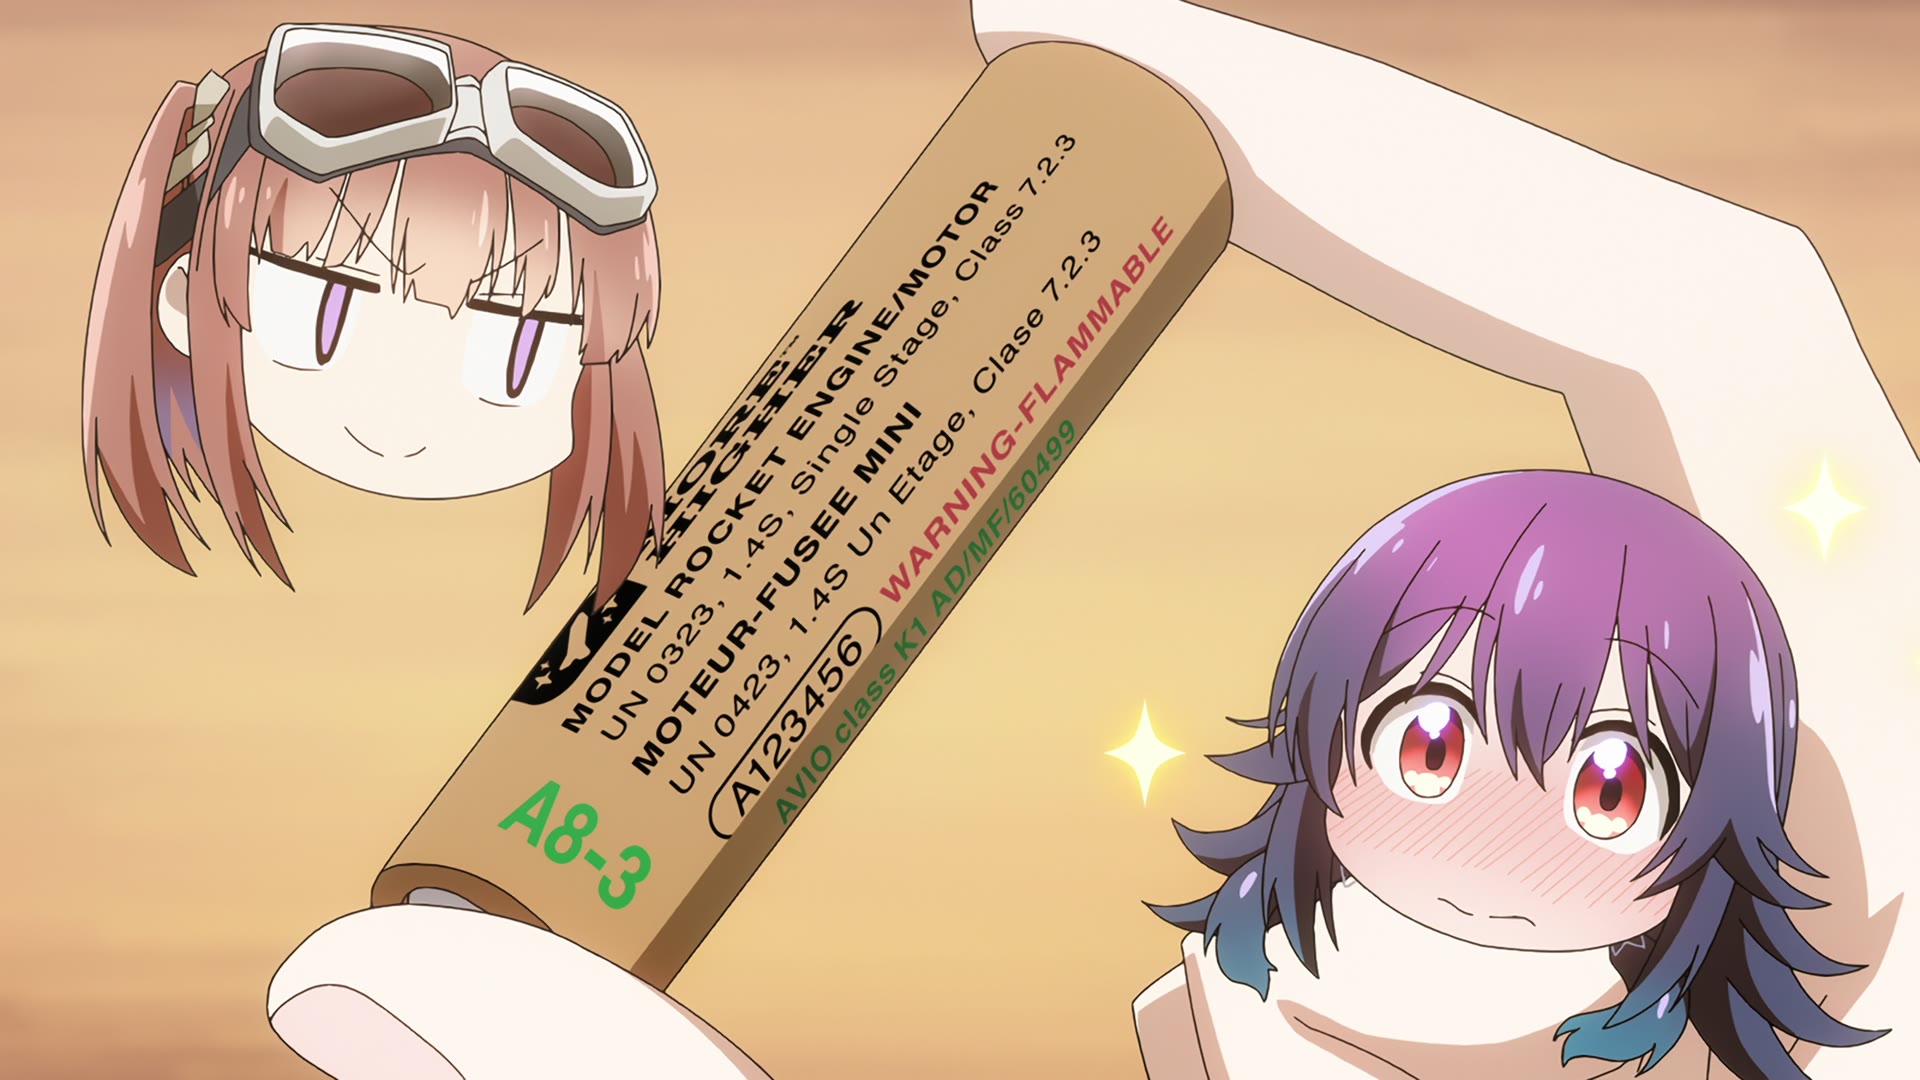 MORE™
HIGHER
MODEL ROCKET ENGINE/MOTOR
UN 0323, 1.4S, Single Stage, Class 7.2.3
MOTEUR-FUSEE MINI
UN 0423, 1.4S Un Etage, Clase 7.2.3
A123456
WARNING-FLAMMABLE
AVIO class K1 AD/MF/60499
A8-3